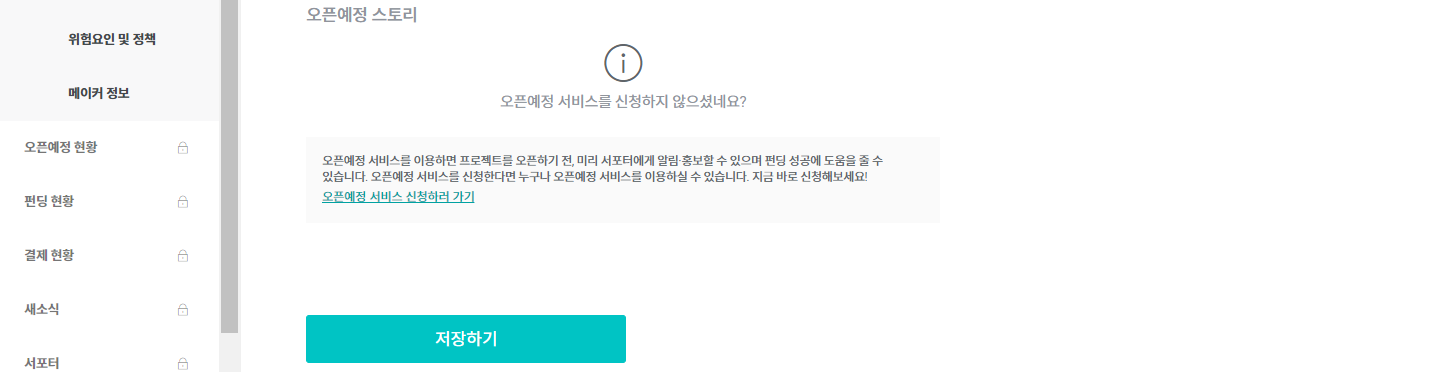 오픈예정 스토리
위험요인 및 정책
메이커 정보
오픈예정 현황
펀딩 현황
결제 현황
새소식
서포터
오픈예정 서비스를 신청하지 않으셨네요?
오픈예정 서비스를 이용하면 프로젝트를 오픈하기 전, 미리 서포터에게 알림·홍보할 수 있으며 펀딩 성공에 도움을 줄 수
있습니다. 오픈예정 서비스를 신청한다면 누구나 오픈예정 서비스를 이용하실 수 있습니다. 지금 바로 신청해보세요!
오픈예정 서비스 신청하러 가기
저장하기